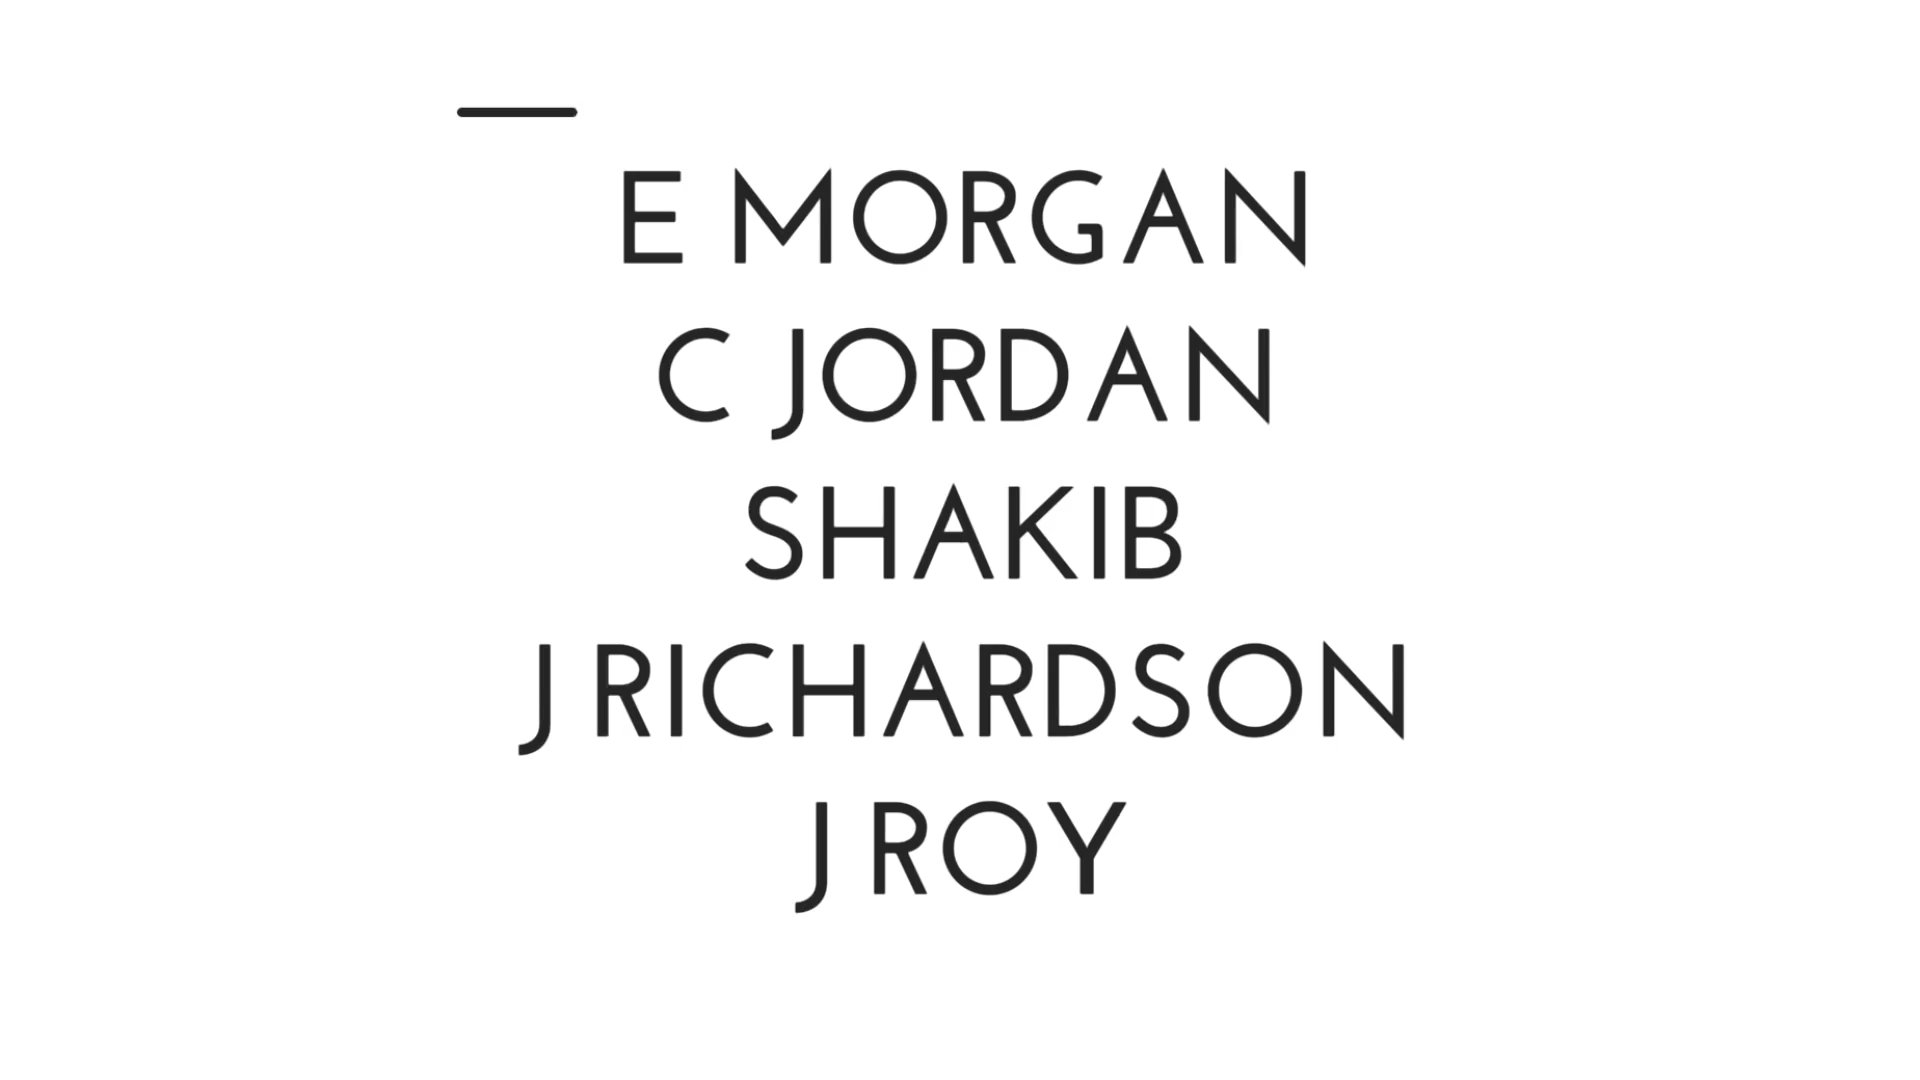 E MORGAN
C JORDAN
SHAKIB
J RICHARDSON
J ROY